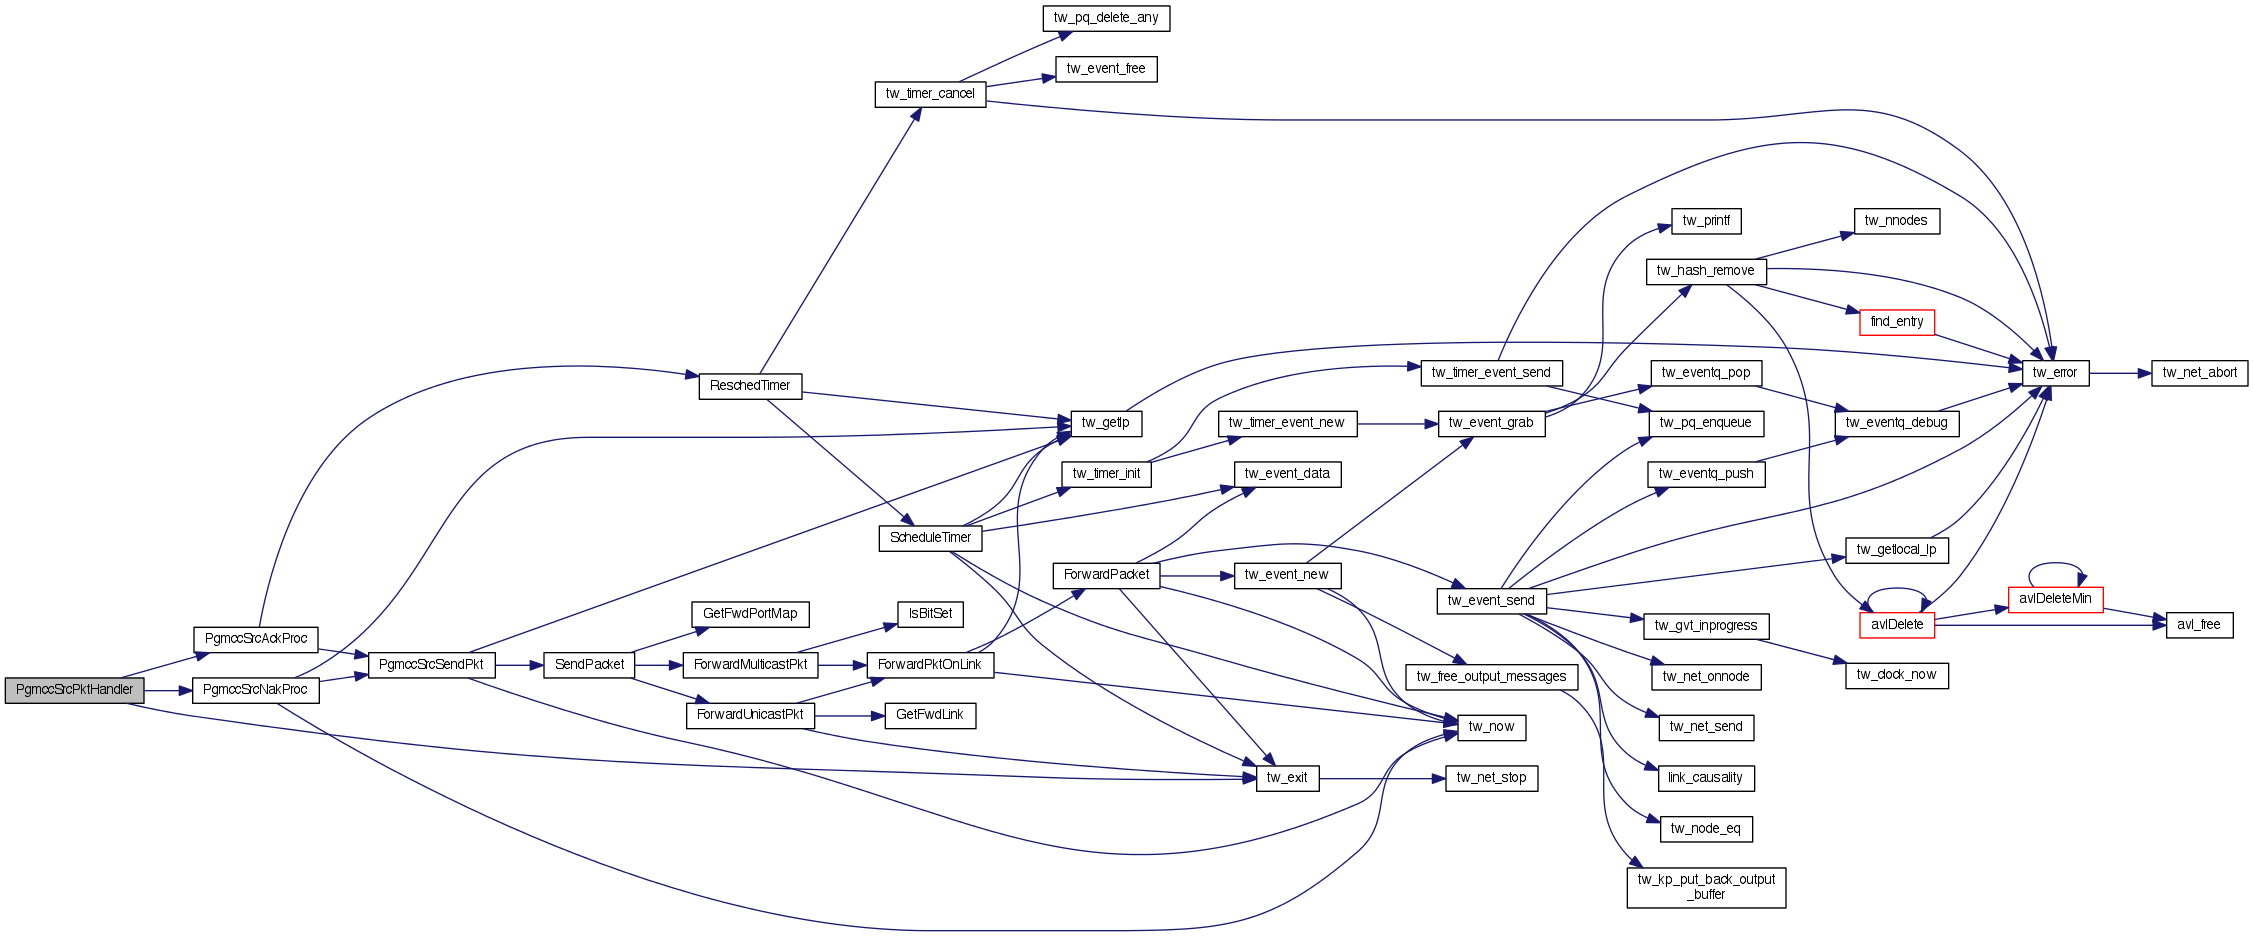 tw_pq_delete_any
tw_event_free
tw_timer_cancel
tw_printf
tw_nnodes
tw_hash_remove
find_entry
ReschedTimer
tw_timer_event_send
tw_eventq_pop
tw_error
tw_net_abort
tw_getlp
tw_timer_event_new
tw_event_grab
tw_pq_enqueue
tw_eventq_debug
tw_timer_init
tw_event_data
tw_eventq_push
ScheduleTimer
tw_getlocal_lp
ForwardPacket
tw_event_new
tw_event_send
avlDeleteMin
GetFwdPortMap
IsBitSet
tw_gvt_inprogress
avlDelete
avl_free
PgmccSrcAckProc
PgmccSrcSendPkt
SendPacket
ForwardMulticastPkt
ForwardPktOnLink
tw_free_output_messages
tw_net_onnode
tw_clock_now
PgmccSrcPktHandler
PgmccSrcNakProc
ForwardUnicastPkt
GetFwdLink
tw_now
tw_net_send
tw_exit
tw_net_stop
link_causality
tw_node_eq
tw_kp_put_back_output
_buffer